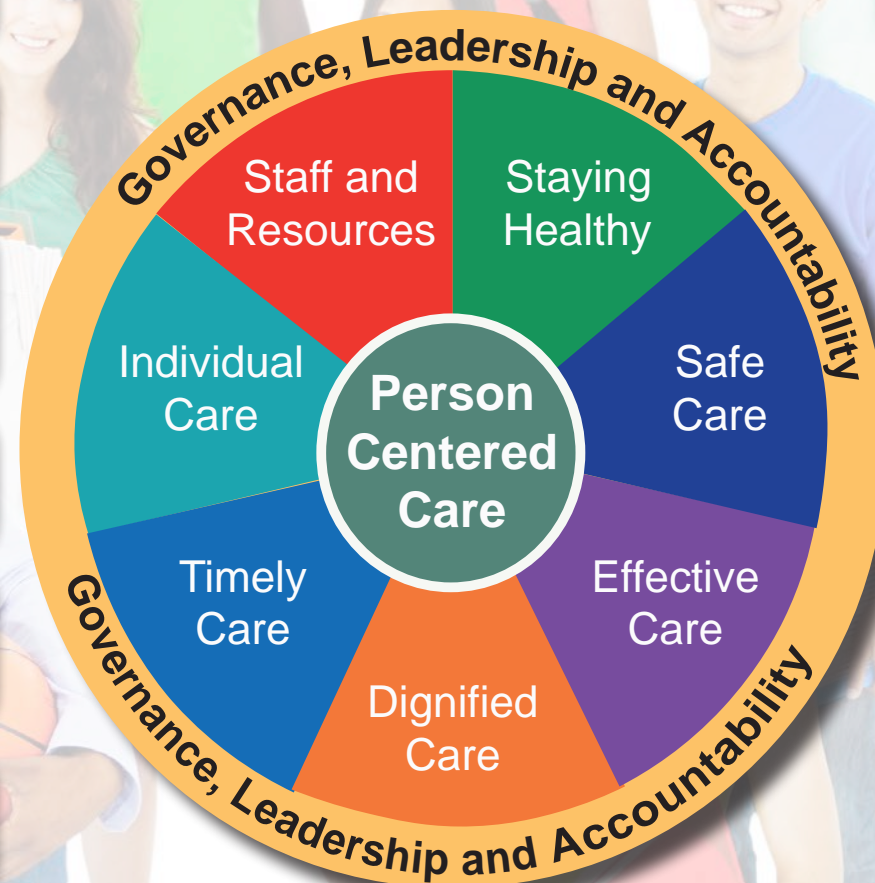 Governance, Leadership and Accountability
Staff and
Resources
Staying
Healthy
Individual
Care
Safe
Care
Person
Centered
Care
Timely
Care
Effective
Care
Dignified
Care
Governance, Leadership and Accountability